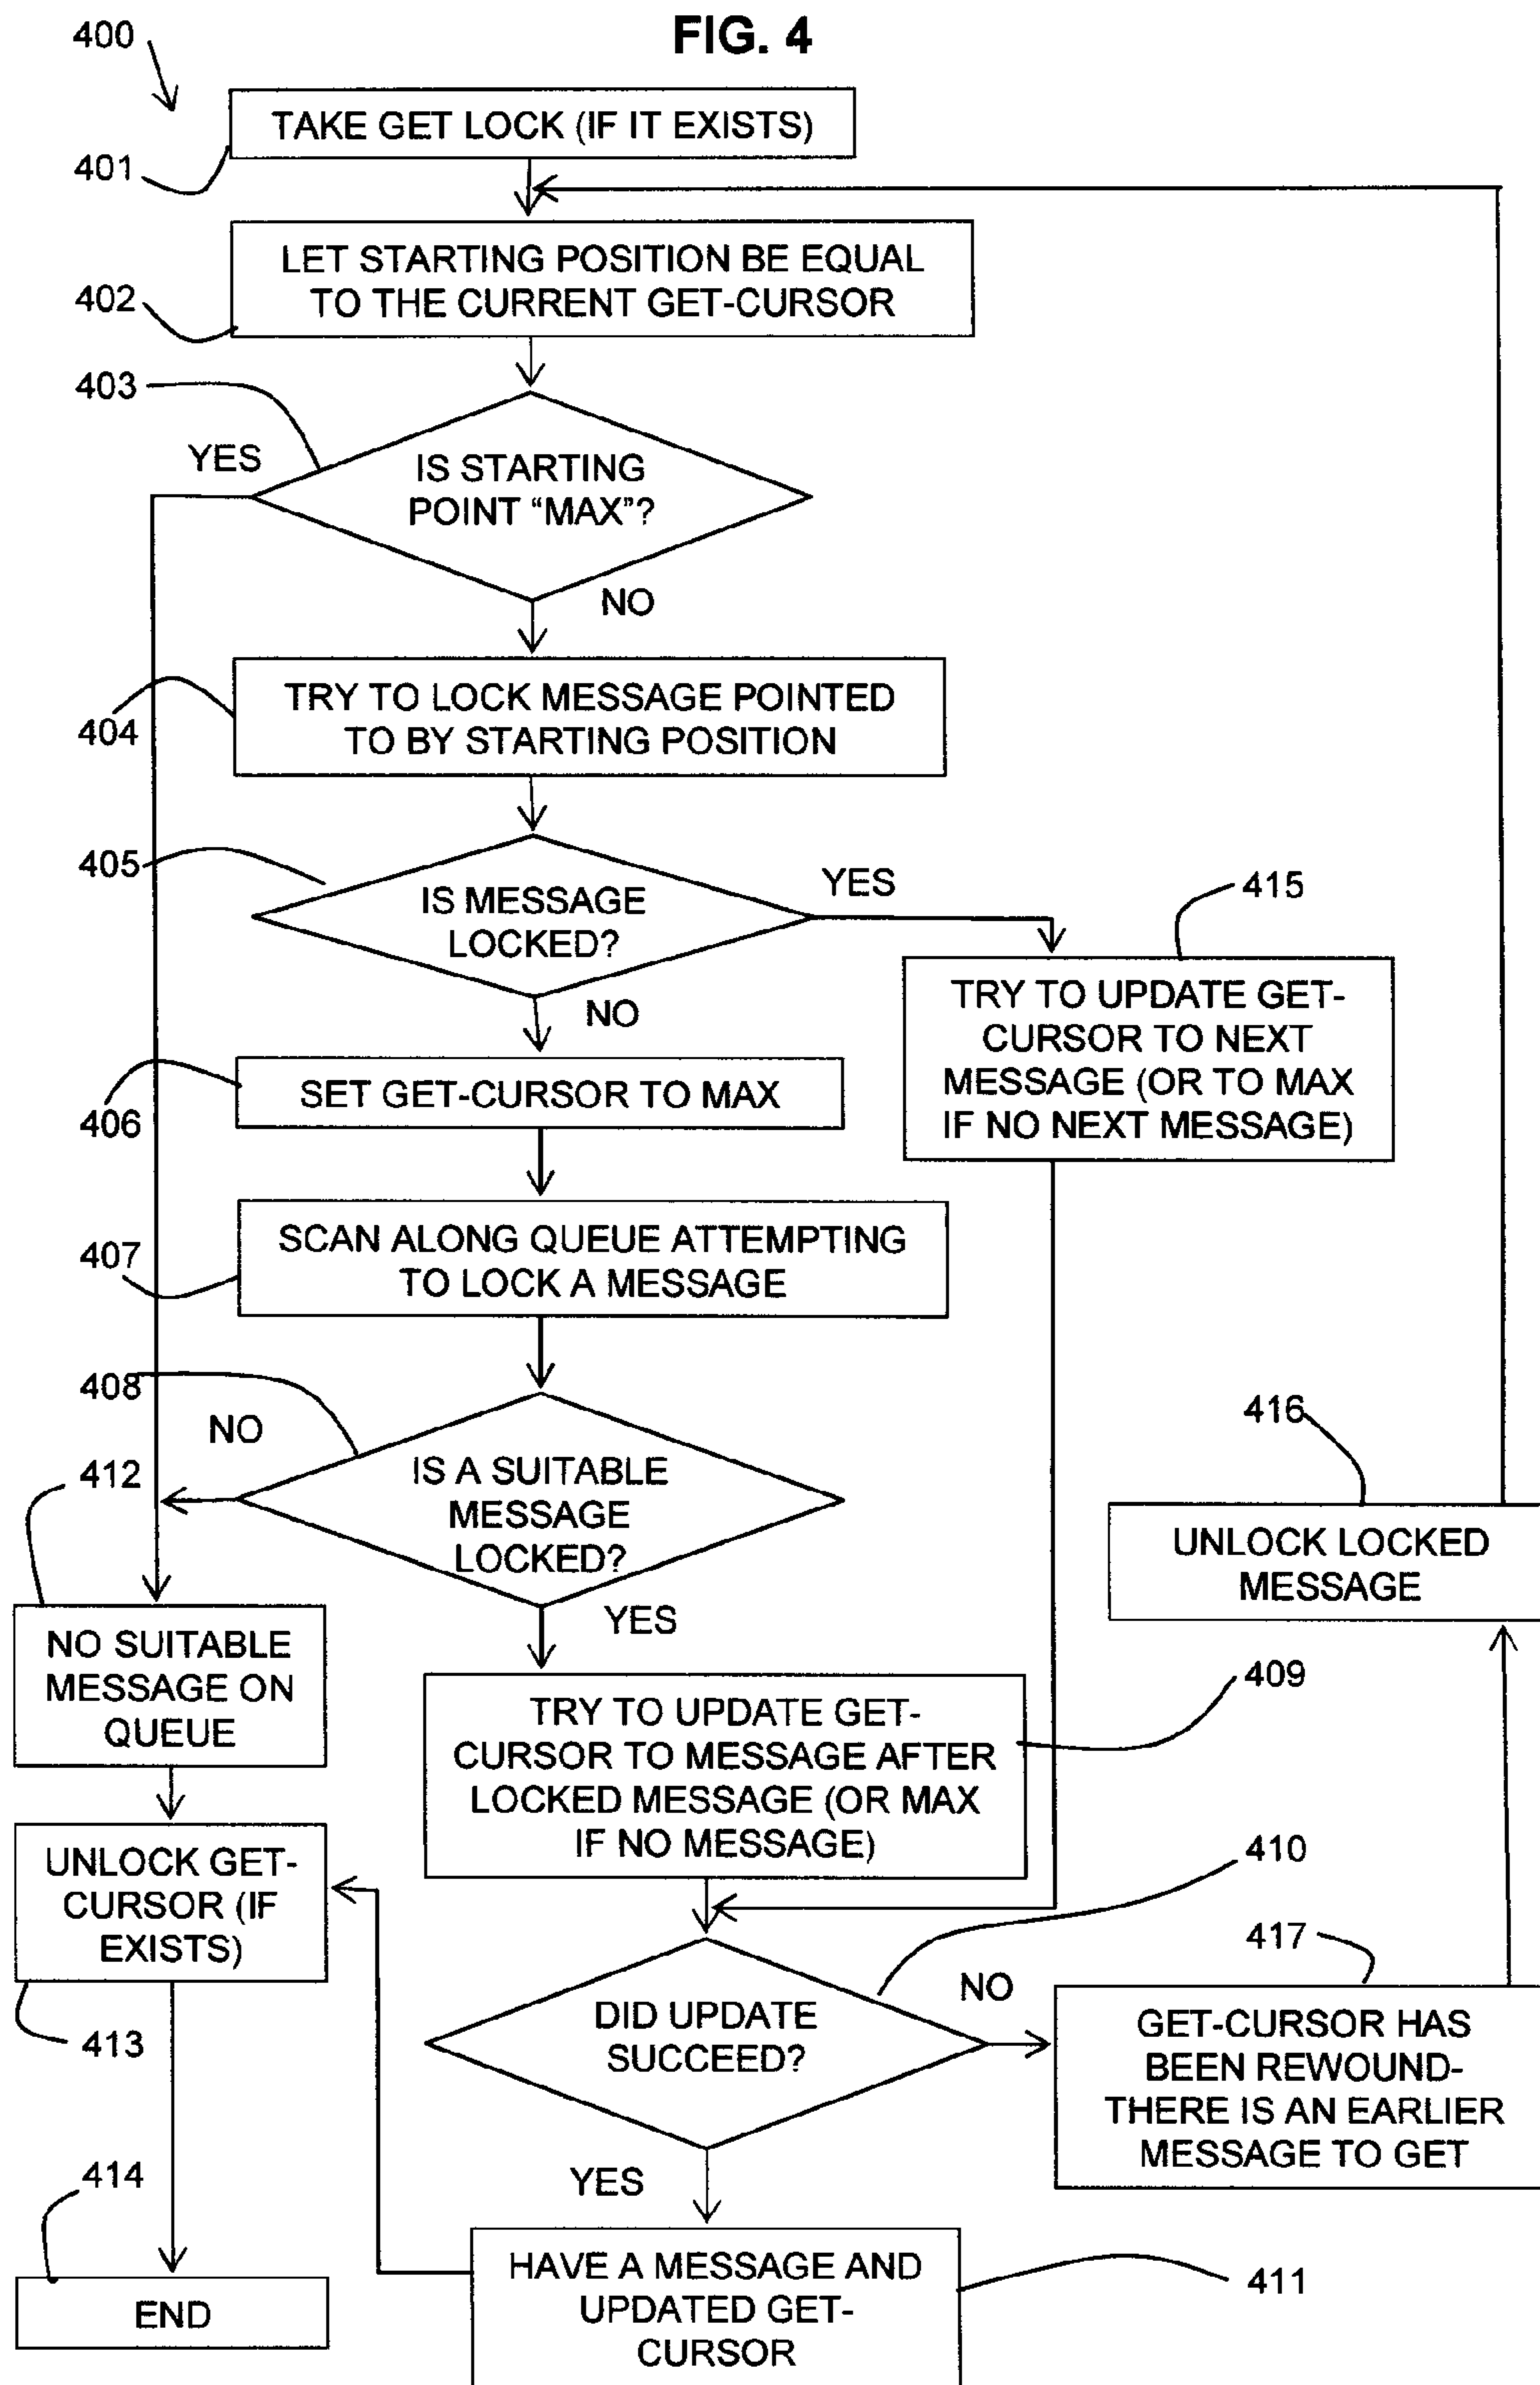 FIG. 4
400
TAKE GET LOCK (IF IT EXISTS)
401
LET STARTING POSITION BE EQUAL
TO THE CURRENT GET-CURSOR
402
403
YES
IS STARTING
POINT “MAX”?
NO
TRY TO LOCK MESSAGE POINTED
TO BY STARTING POSITION
404
405
IS MESSAGE
LOCKED?
YES
NO
415
TRY TO UPDATE GET-
CURSOR TO NEXT
MESSAGE (OR TO MAX
IF NO NEXT MESSAGE)
SET GET-CURSOR TO MAX
406
SCAN ALONG QUEUE ATTEMPTING
TO LOCK A MESSAGE
407
408
NO
IS A SUITABLE
MESSAGE
LOCKED?
YES
412
NO SUITABLE
MESSAGE ON
QUEUE
416
UNLOCK LOCKED
MESSAGE
409
TRY TO UPDATE GET-
CURSOR TO MESSAGE AFTER
LOCKED MESSAGE (OR MAX
IF NO MESSAGE)
UNLOCK GET-
CURSOR (IF
EXISTS)
413
410
DID UPDATE
SUCCEED?
NO
YES
417
GET-CURSOR HAS
BEEN REWOUND-
THERE IS AN EARLIER
MESSAGE TO GET
414
END
HAVE A MESSAGE AND
UPDATED GET-
CURSOR
411